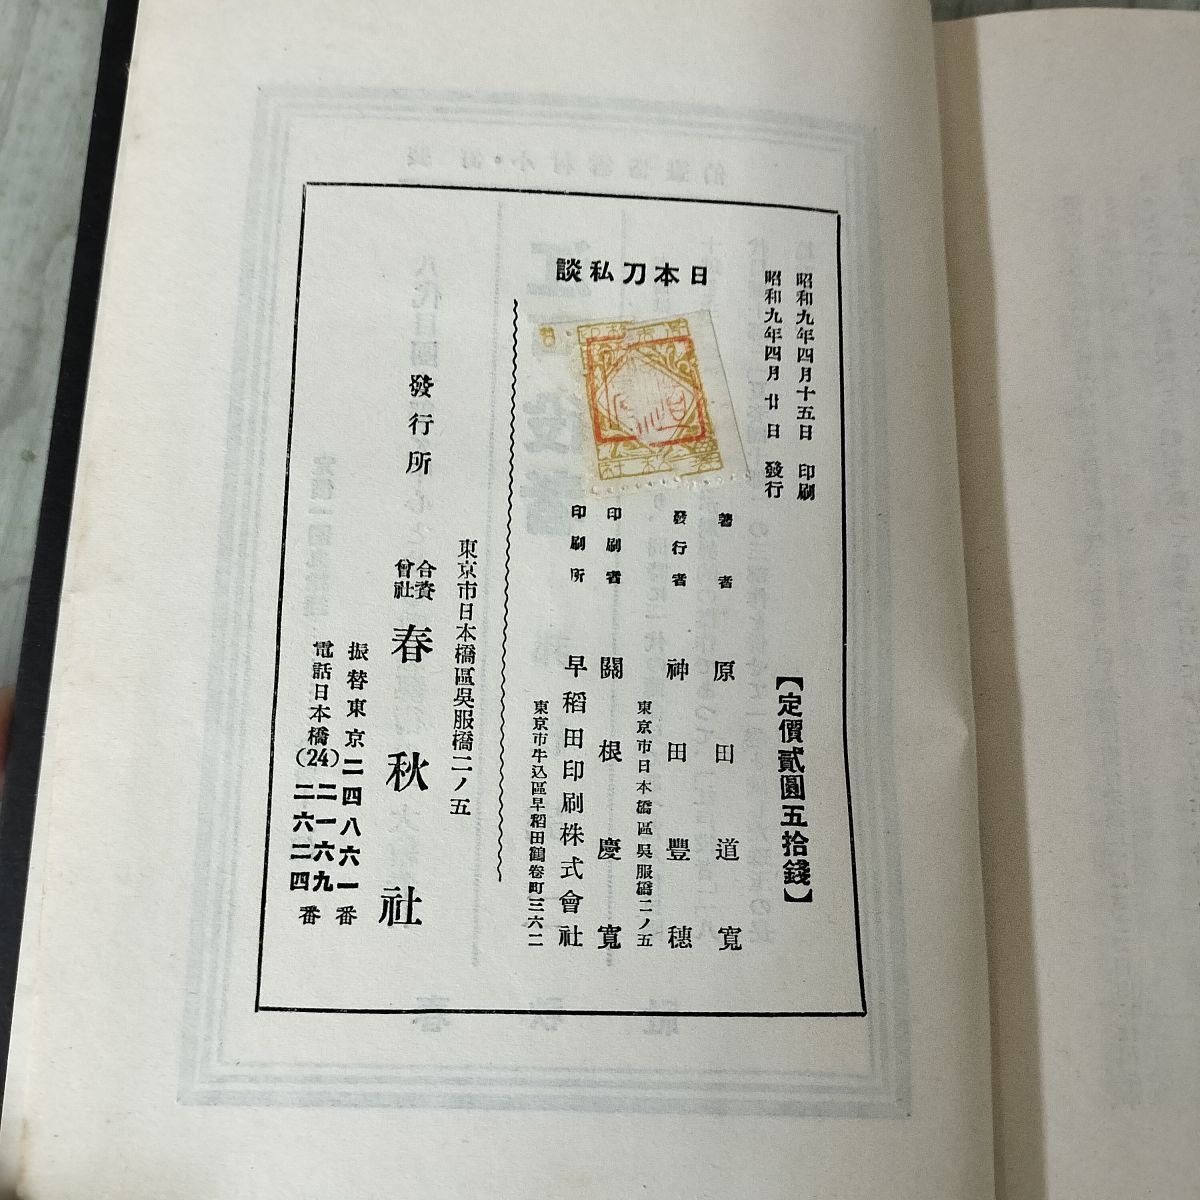 昭和九年四月十五日 印刷
昭和九年四月廿日 發行
日本刀私談
【定價貳圓五拾錢】
著者 原田道寬
發行者 神田豐穗
東京市日本橋區吳服橋二ノ五
印刷者 關根慶寬
印刷所 早稻田印刷株式會社
東京市牛込區早稻田鶴卷町三六二
發行所
東京市日本橋區吳服橋二ノ五
合資會社 春秋社
振替東京二四八六一番
電話日本橋(24)二一六九番
二六二四